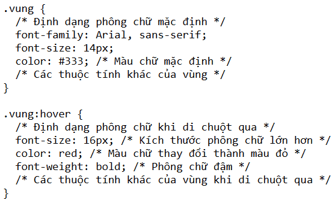 .vung {
  /* Định dạng phông chữ mặc định */
  font-family: Arial, sans-serif;
  font-size: 14px;
  color: #333; /* Màu chữ mặc định */
  /* Các thuộc tính khác của vùng */
}

.vung:hover {
  /* Định dạng phông chữ khi di chuột qua */
  font-size: 16px; /* Kích thước phông chữ lớn hơn */
  color: red; /* Màu chữ thay đổi thành màu đỏ */
  font-weight: bold; /* Phông chữ đậm */
  /* Các thuộc tính khác của vùng khi di chuột qua */
}